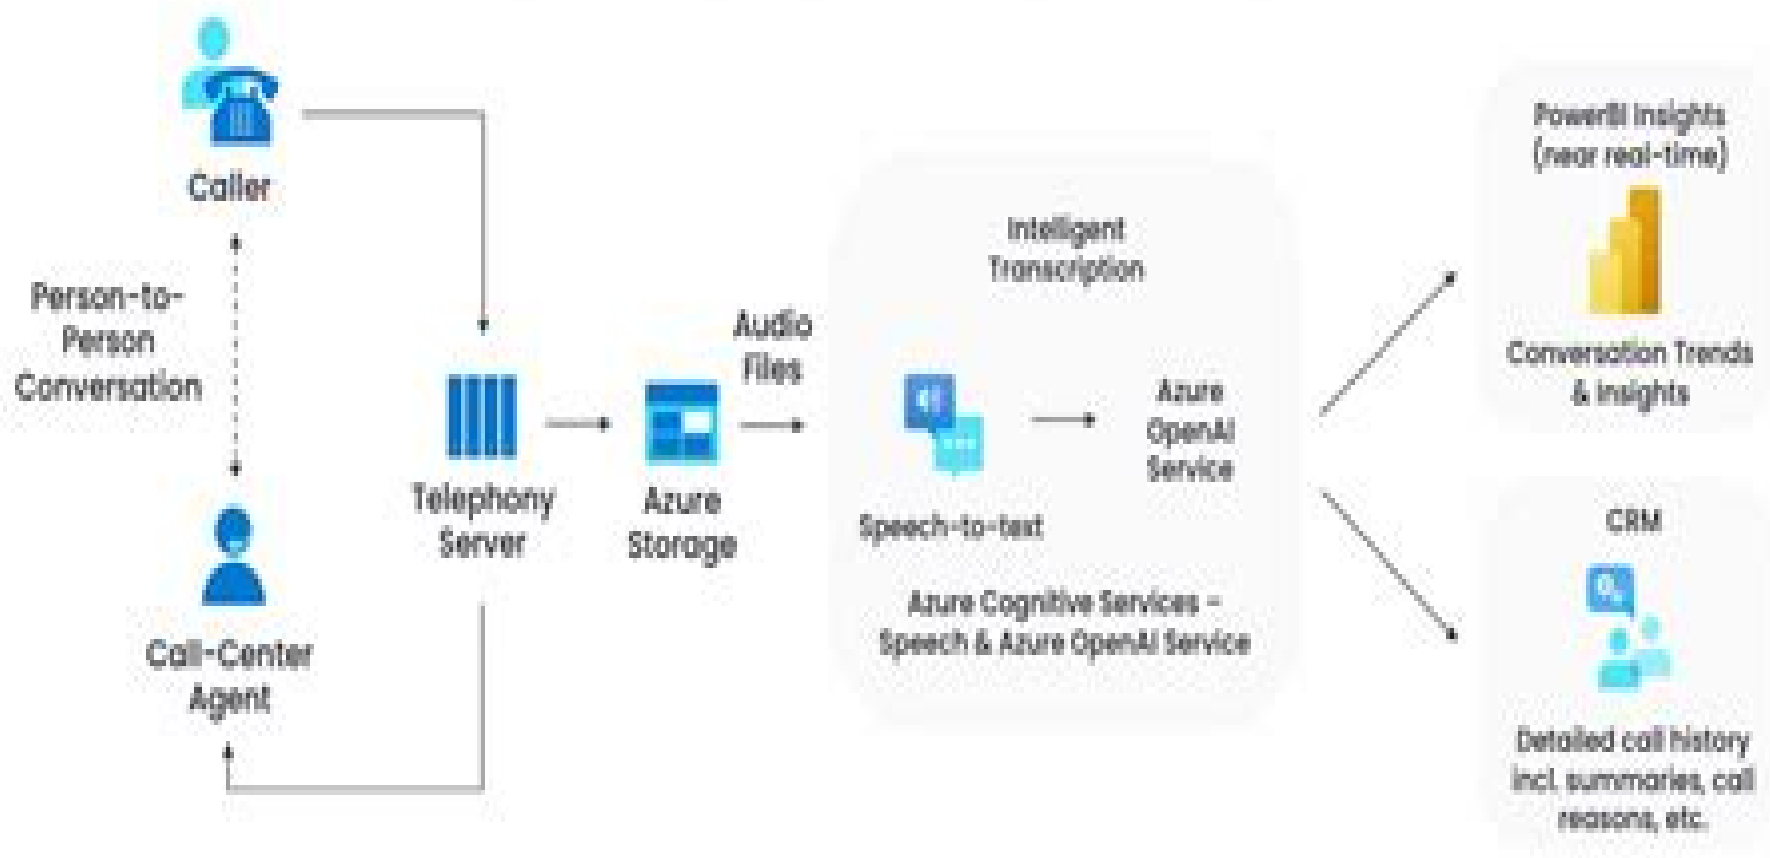 Caller
Person-to-
Person
Conversation
Call-Center
Agent
Telephony
Server
Azure
Storage
Audio
Files
Intelligent
Transcription
Speech-to-text
Azure
OpenAI
Service
Azure Cognitive Services –
Speech & Azure OpenAI Service
PowerBI Insights
(near real-time)
Conversation Trends
& Insights
CRM
Detailed call history
incl. summaries, call
reasons, etc.